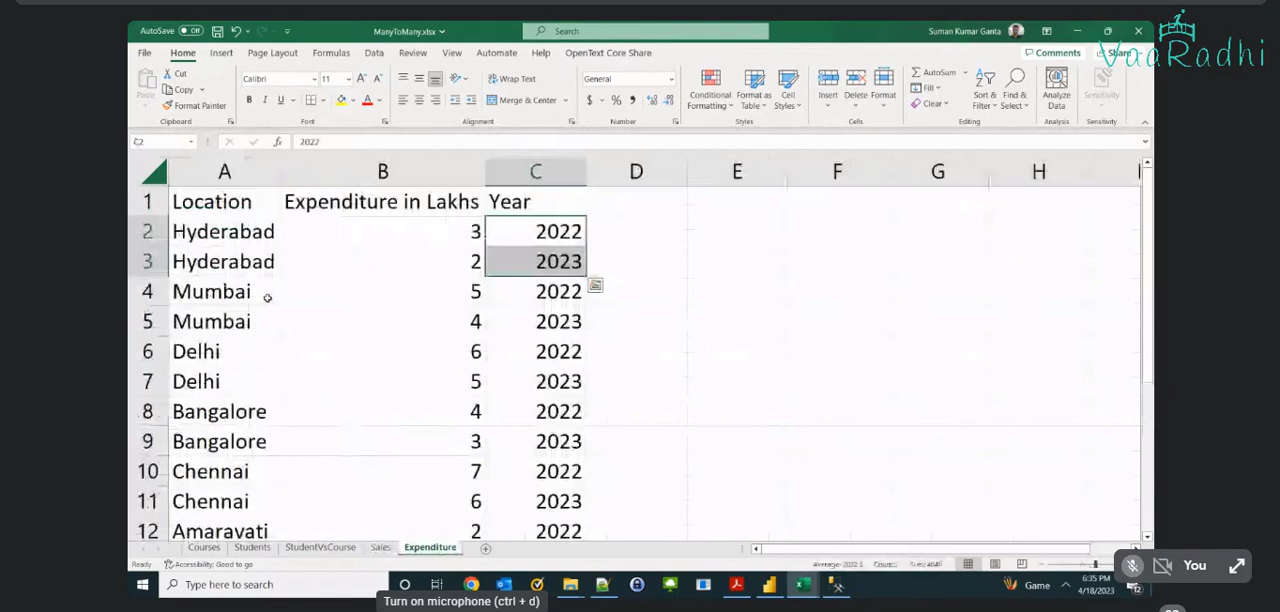 AutoSave Off ManyToMany.xlsx Search Suman Kumar Ganta
VaaRadhi
File Home Insert Page Layout Formulas Data Review View Automate Help OpenText Core Share Comments Share
Paste Cut Copy Format Painter Clipboard
Calibri 11 B I U Font
Wrap Text Merge & Center Alignment
General $ % Number
Conditional Formatting Format as Table Cell Styles Styles
Insert Delete Format Cells
AutoSum Fill Clear Sort & Filter Find & Select Editing
Analyze Data Analysis
Sensitivity Sensitivity
fx 2022
A B C D E F G H
1 Location Expenditure in Lakhs Year
2 Hyderabad 3 2022
3 Hyderabad 2 2023
4 Mumbai 5 2022
5 Mumbai 4 2023
6 Delhi 6 2022
7 Delhi 5 2023
8 Bangalore 4 2022
9 Bangalore 3 2023
10 Chennai 7 2022
11 Chennai 6 2023
12 Amaravati 2 2022
Courses Students StudentVsCourse Sales Expenditure
Ready Accessibility: Good to go
You
Type here to search Game 6:35 PM
4/18/2023 12
Turn on microphone (ctrl + d)